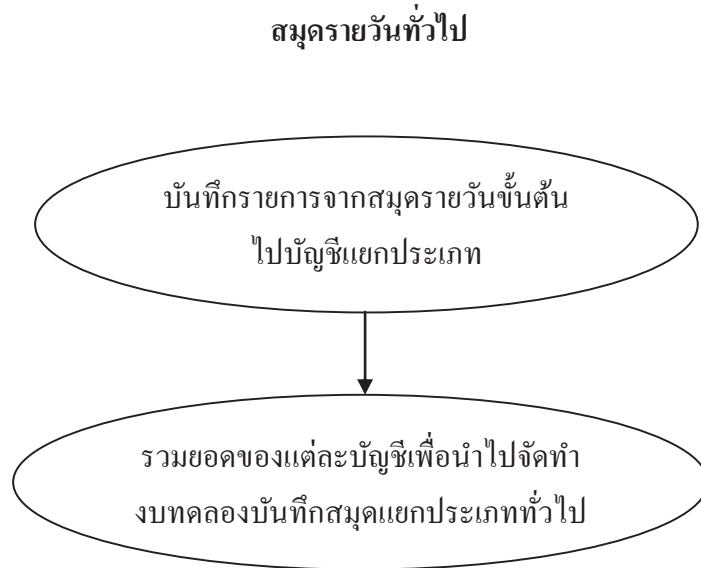 สมุดรายวันทั่วไป
บันทึกรายการจากสมุดรายวันขั้นต้น
ไปบัญชีแยกประเภท
รวมยอดของแต่ละบัญชีเพื่อนำไปจัดทำ
งบทดลองบันทึกสมุดแยกประเภททั่วไป